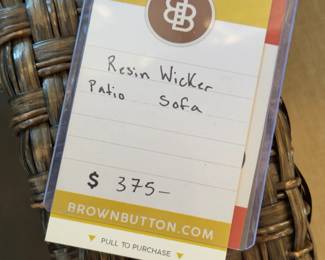 B
Resin Wicker
Patio Sofa
$ 375-
BROWNBUTTON.COM
PULL TO PURCHASE